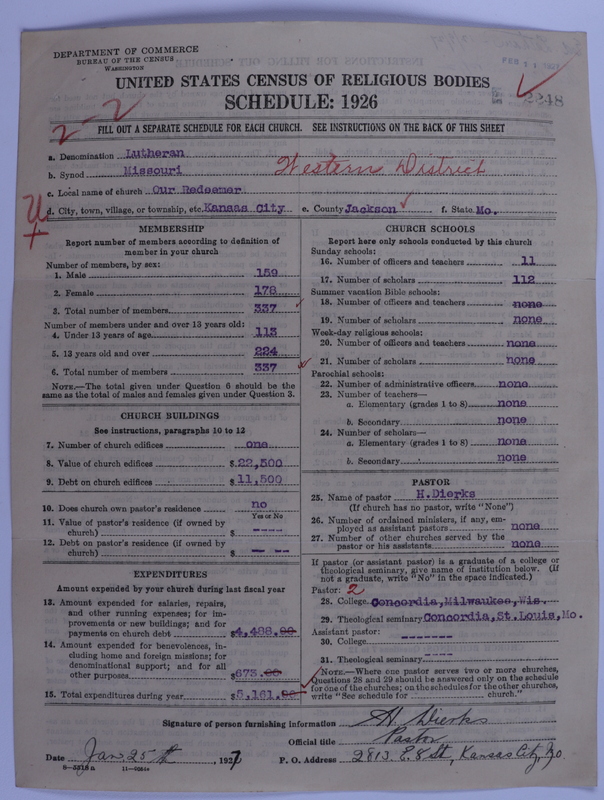 DEPARTMENT OF COMMERCE
BUREAU OF THE CENSUS
WASHINGTON
FEB 11 1927
UNITED STATES CENSUS OF RELIGIOUS BODIES
SCHEDULE: 1926
2248
2-2
FILL OUT A SEPARATE SCHEDULE FOR EACH CHURCH. SEE INSTRUCTIONS ON THE BACK OF THIS SHEET
a. Denomination Lutheran
b. Synod Missouri
Western District
c. Local name of church Our Redeemer
d. City, town, village, or township, etc. Kansas City e. County Jackson f. State Mo.
MEMBERSHIP
Report number of members according to definition of
member in your church
Number of members, by sex:
1. Male 159
2. Female 178
3. Total number of members 337
Number of members under and over 13 years old:
4. Under 13 years of age 113
5. 13 years old and over 224
6. Total number of members 337
NOTE.—The total given under Question 6 should be the
same as the total of males and females given under Question 3.
CHURCH BUILDINGS
See instructions, paragraphs 10 to 12
7. Number of church edifices one
8. Value of church edifices $22,500
9. Debt on church edifices $11,500
10. Does church own pastor's residence? no
Yes or No
11. Value of pastor's residence (if owned by
church) $ ----
12. Debt on pastor's residence (if owned by
church) $ -- --
EXPENDITURES
Amount expended by your church during last fiscal year
13. Amount expended for salaries, repairs,
and other running expenses; for im-
provements or new buildings; and for
payments on church debt $4,488.00
14. Amount expended for benevolences, in-
cluding home and foreign missions; for
denominational support; and for all
other purposes $673.00
15. Total expenditures during year $5,161.00
CHURCH SCHOOLS
Report here only schools conducted by this church
Sunday schools:
16. Number of officers and teachers 11
17. Number of scholars 112
Summer vacation Bible schools:
18. Number of officers and teachers none
19. Number of scholars none
Week-day religious schools:
20. Number of officers and teachers none
21. Number of scholars none
Parochial schools:
22. Number of administrative officers none
23. Number of teachers—
a. Elementary (grades 1 to 8) none
b. Secondary none
24. Number of scholars—
a. Elementary (grades 1 to 8) none
b. Secondary none
PASTOR
25. Name of pastor H.Dierks
(If church has no pastor, write "None")
26. Number of ordained ministers, if any, em-
ployed as assistant pastors none
27. Number of other churches served by the
pastor or his assistants none
If pastor (or assistant pastor) is a graduate of a college or
theological seminary, give name of institution below. (If
not a graduate, write "No" in the space indicated.)
Pastor: 2
28. College Concordia,Milwaukee,Wis.
29. Theological seminary Concordia,St.Louis,Mo.
Assistant pastor:
30. College -------
31. Theological seminary ----
NOTE.—Where one pastor serves two or more churches,
Questions 28 and 29 should be answered only on the schedule
for one of the churches; on the schedules for the other churches,
write "See schedule for ........ church."
Signature of person furnishing information H. Dierks
Official title Pastor
Date Jan 25th, 1927 P. O. Address 2813 E. 8 St, Kansas City, Mo
8-5318 a